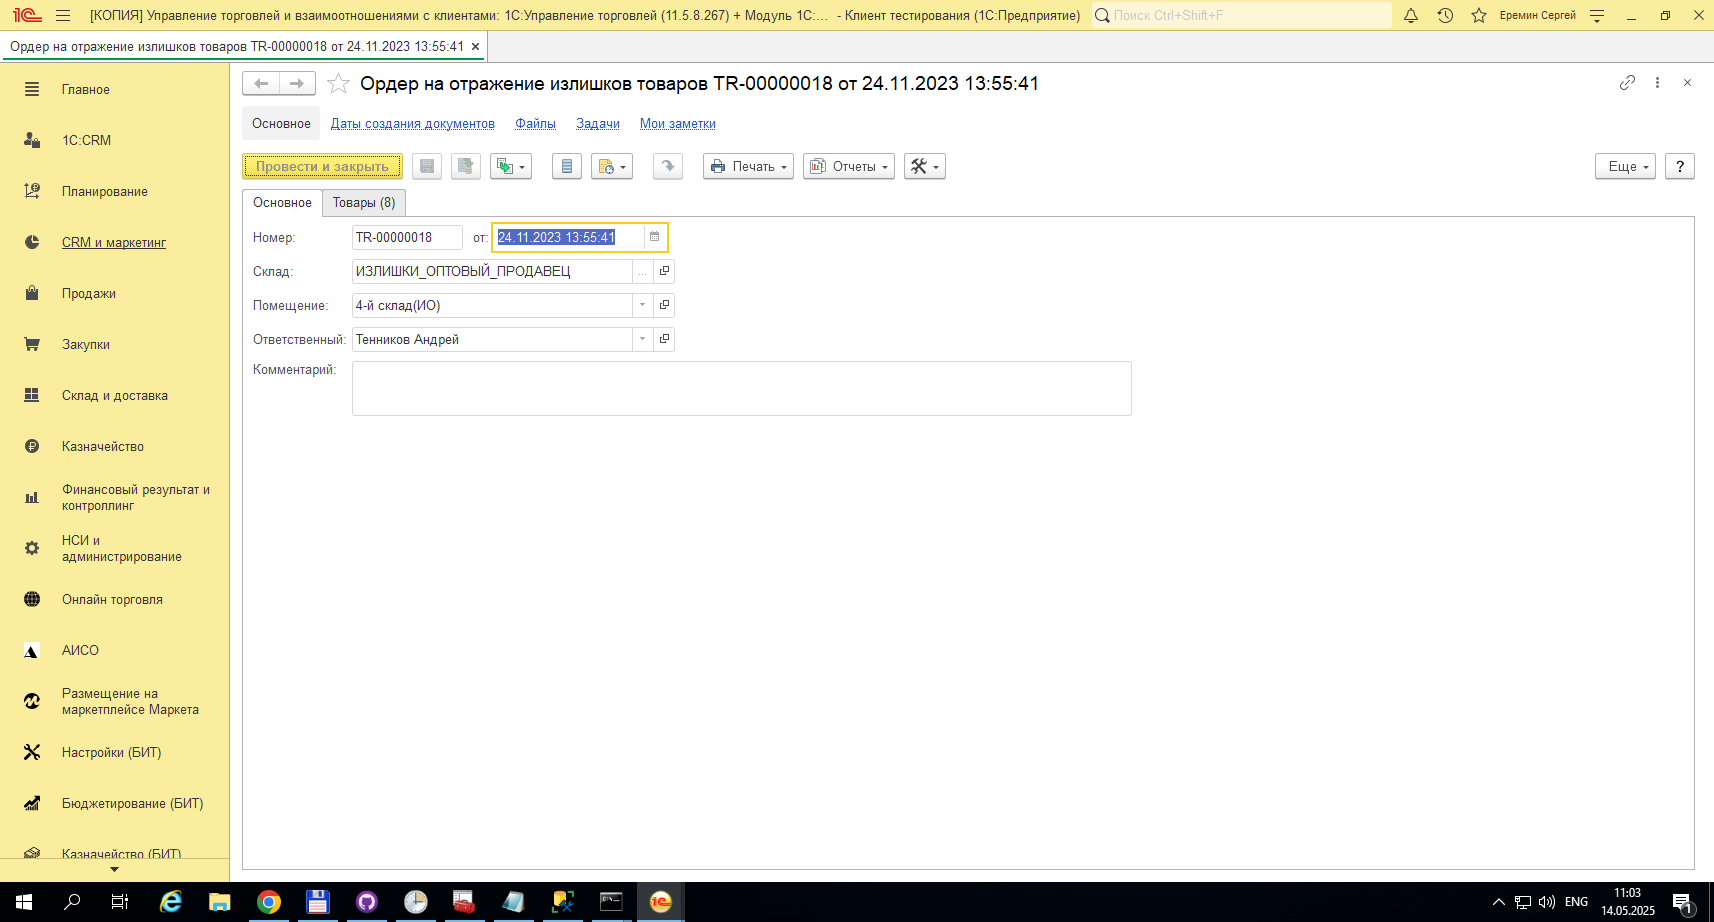 [КОПИЯ] Управление торговлей и взаимоотношениями с клиентами: 1С:Управление торговлей (11.5.8.267) + Модуль 1С:... - Клиент тестирования (1С:Предприятие)
Поиск Ctrl+Shift+F
Еремин Сергей
Ордер на отражение излишков товаров TR-00000018 от 24.11.2023 13:55:41
Главное
1С:CRM
Планирование
CRM и маркетинг
Продажи
Закупки
Склад и доставка
Казначейство
Финансовый результат и
контроллинг
НСИ и
администрирование
Онлайн торговля
АИСО
Размещение на
маркетплейсе Маркета
Настройки (БИТ)
Бюджетирование (БИТ)
Казначейство (БИТ)
Ордер на отражение излишков товаров TR-00000018 от 24.11.2023 13:55:41
Основное Даты создания документов Файлы Задачи Мои заметки
Провести и закрыть Печать Отчеты Еще ?
Основное Товары (8)
Номер: TR-00000018 от: 24.11.2023 13:55:41
Склад: ИЗЛИШКИ_ОПТОВЫЙ_ПРОДАВЕЦ ...
Помещение: 4-й склад(ИО)
Ответственный: Тенников Андрей
Комментарий:
ENG
11:03
14.05.2025
1